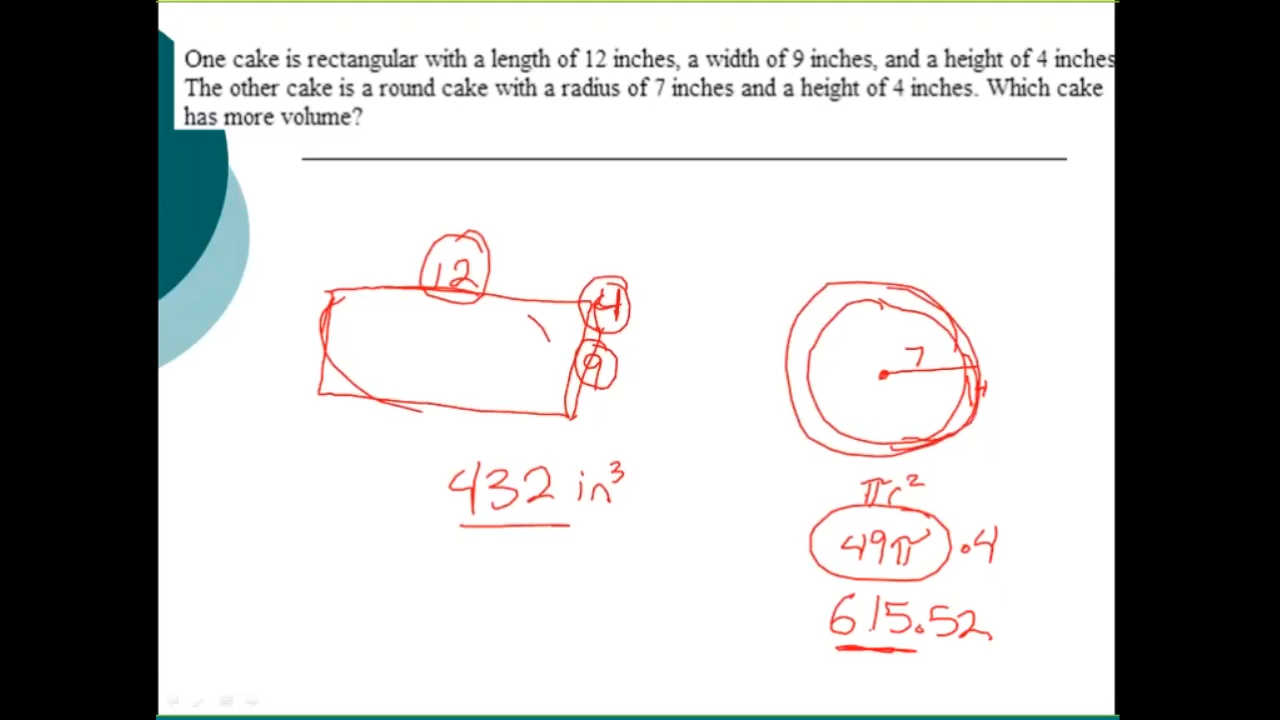 One cake is rectangular with a length of 12 inches, a width of 9 inches, and a height of 4 inches
The other cake is a round cake with a radius of 7 inches and a height of 4 inches. Which cake
has more volume?
12
4
9
7
4
432 in³
πr²
49π .4
615.52